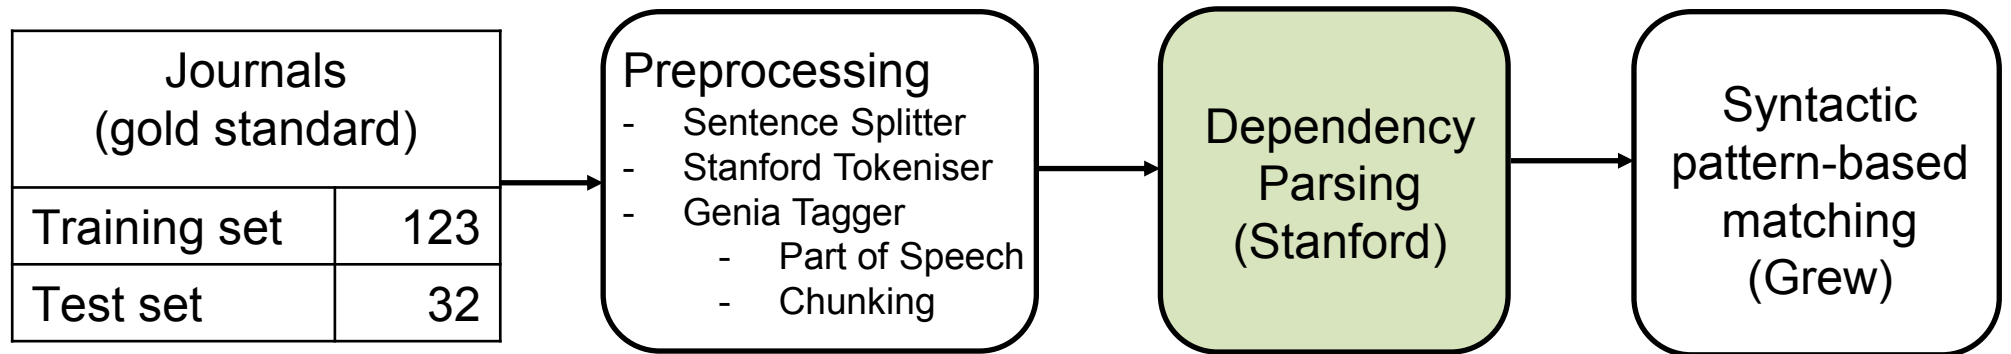 Journals
(gold standard)
Training set 123
Test set 32
Preprocessing
- Sentence Splitter
- Stanford Tokeniser
- Genia Tagger
- Part of Speech
- Chunking
Dependency
Parsing
(Stanford)
Syntactic
pattern-based
matching
(Grew)